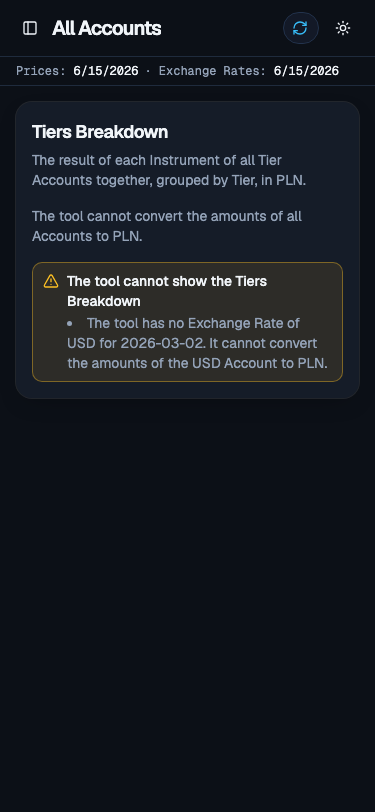 All Accounts
Prices: 6/15/2026 · Exchange Rates: 6/15/2026
Tiers Breakdown
The result of each Instrument of all Tier
Accounts together, grouped by Tier, in PLN.
The tool cannot convert the amounts of all
Accounts to PLN.
The tool cannot show the Tiers
Breakdown
• The tool has no Exchange Rate of
USD for 2026-03-02. It cannot convert
the amounts of the USD Account to PLN.